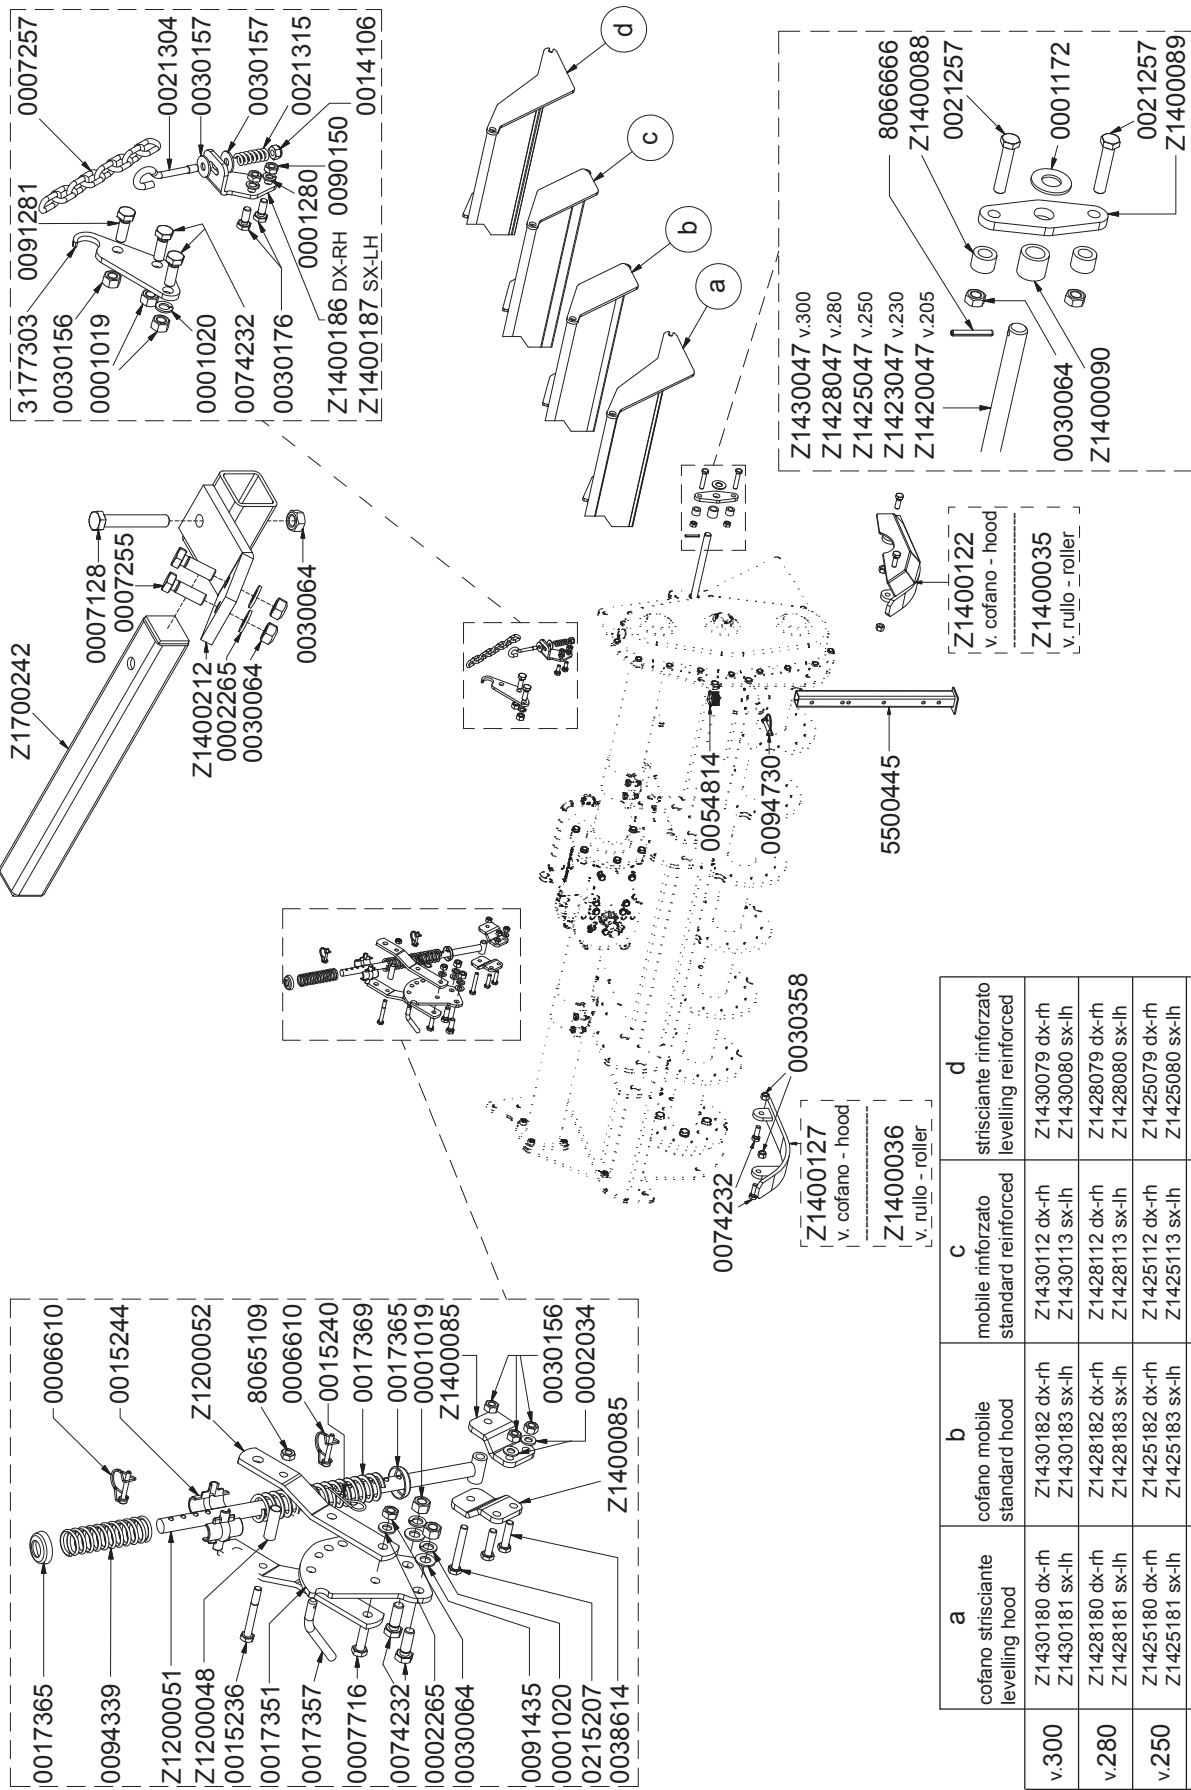 0017365
0094339
Z1200051
Z1200048
0015236
0017351
0017357
0007716
0074232
0002265
0030064
0091435
0001020
0215207
0038614
0006610
0015244
Z1200052
8065109
0006610
0015240
0017369
0017365
0001019
Z1400085
0030156
0002034
Z1400085
Z1700242
0007128
0007255
Z1400212
0002265
0030064
0030064
3177303
0091281
0030156
0001019
0001020
0074232
0030176
Z1400186 DX-RH
Z1400187 SX-LH
0007257
0021304
0030157
0030157
0021315
0014106
0090150
0001280
d
c
b
a
0054814
0094730
5500445
0074232
0030358
Z1400127
v. cofano - hood
Z1400036
v. rullo - roller
Z1400122
v. cofano - hood
Z1400035
v. rullo - roller
8066666
Z1400088
0021257
0001172
0021257
Z1400089
Z1430047 v.300
Z1428047 v.280
Z1425047 v.250
Z1423047 v.230
Z1420047 v.205
0030064
Z1400090
a
cofano strisciante
levelling hood
b
cofano mobile
standard hood
c
mobile rinforzato
standard reinforced
d
strisciante rinforzato
levelling reinforced
v.300
Z1430180 dx-rh
Z1430181 sx-lh
Z1430182 dx-rh
Z1430183 sx-lh
Z1430112 dx-rh
Z1430113 sx-lh
Z1430079 dx-rh
Z1430080 sx-lh
v.280
Z1428180 dx-rh
Z1428181 sx-lh
Z1428182 dx-rh
Z1428183 sx-lh
Z1428112 dx-rh
Z1428113 sx-lh
Z1428079 dx-rh
Z1428080 sx-lh
v.250
Z1425180 dx-rh
Z1425181 sx-lh
Z1425182 dx-rh
Z1425183 sx-lh
Z1425112 dx-rh
Z1425113 sx-lh
Z1425079 dx-rh
Z1425080 sx-lh